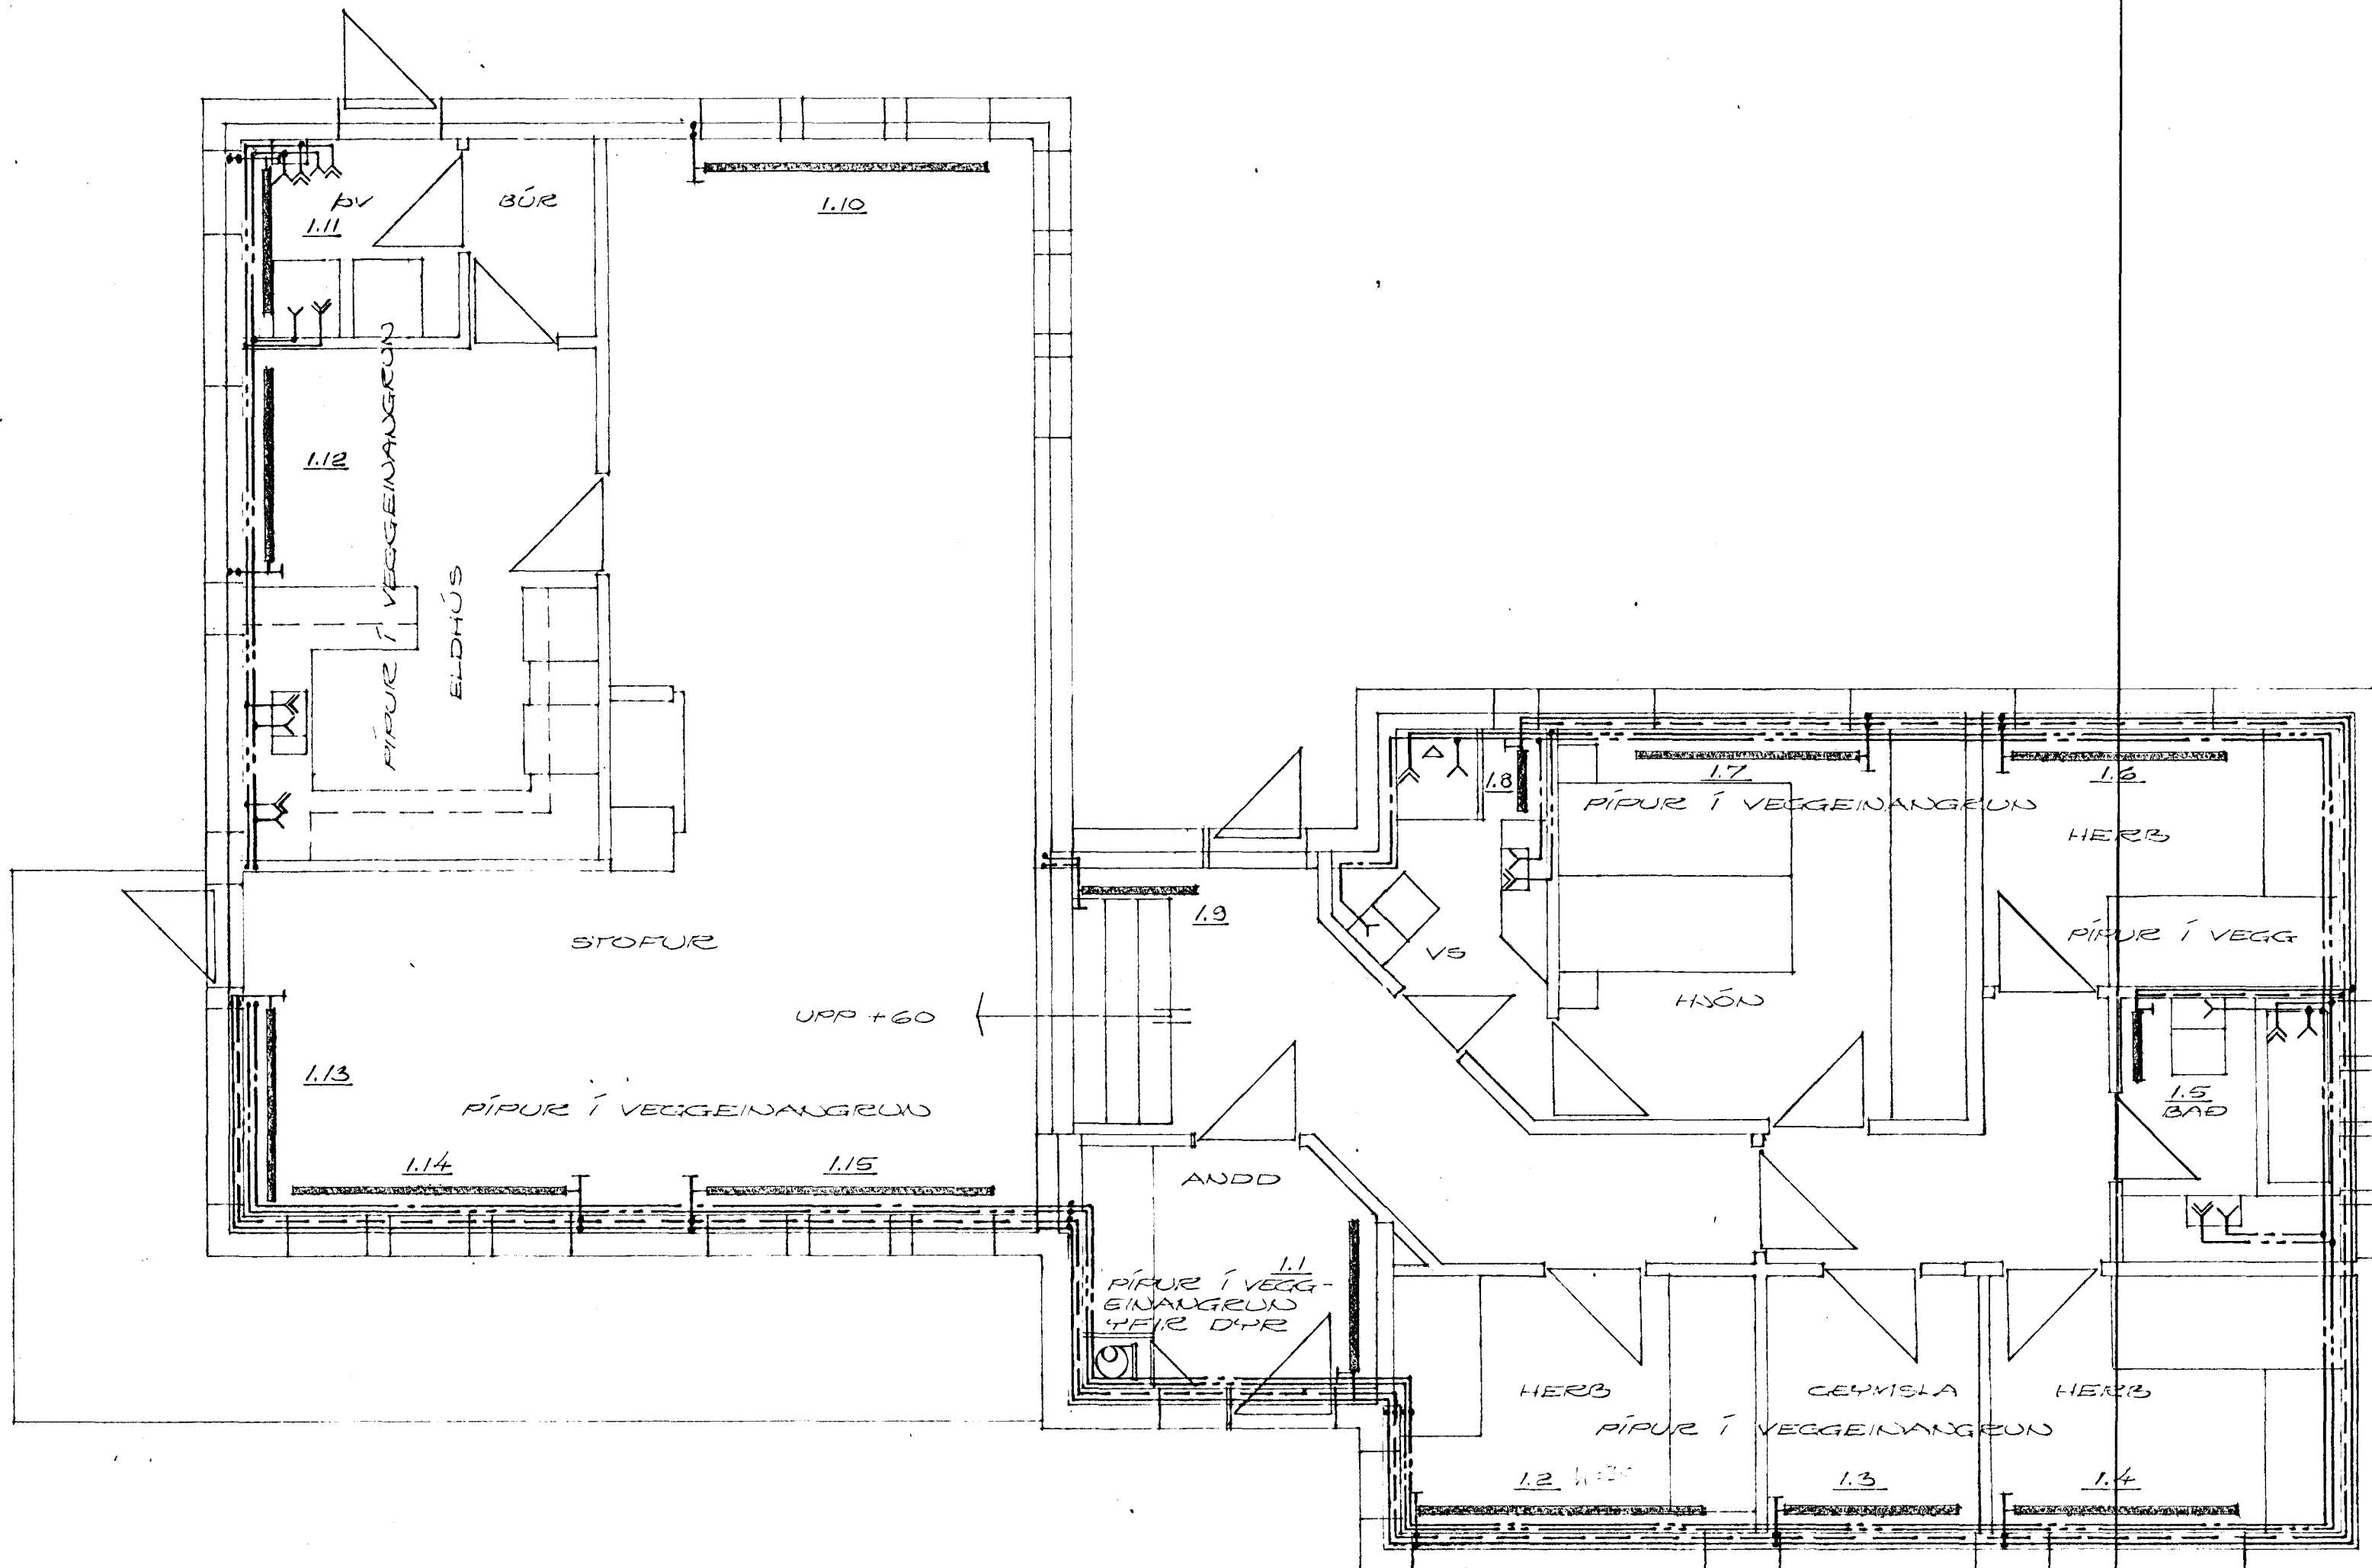 ÞV
BÚR
1.10
1.11
1.12
PÍPUR Í VEGGEINANGRUN
ELDHÚS
1.7
1.6
1.8
PÍPUR Í VEGGEINANGRUN
HERB
1.9
STOFUR
VS
PÍPUR Í VEGG
HJÓN
UPP +60
1.13
PÍPUR Í VEGGEINANGRUN
1.5
BAÐ
1.14
1.15
ANDD
1.1
PÍPUR Í VEGG-
EINANGRUN
YFIR DYR
HERB
GEYMSLA
HERB
PÍPUR Í VEGGEINANGRUN
1.2
1.3
1.4